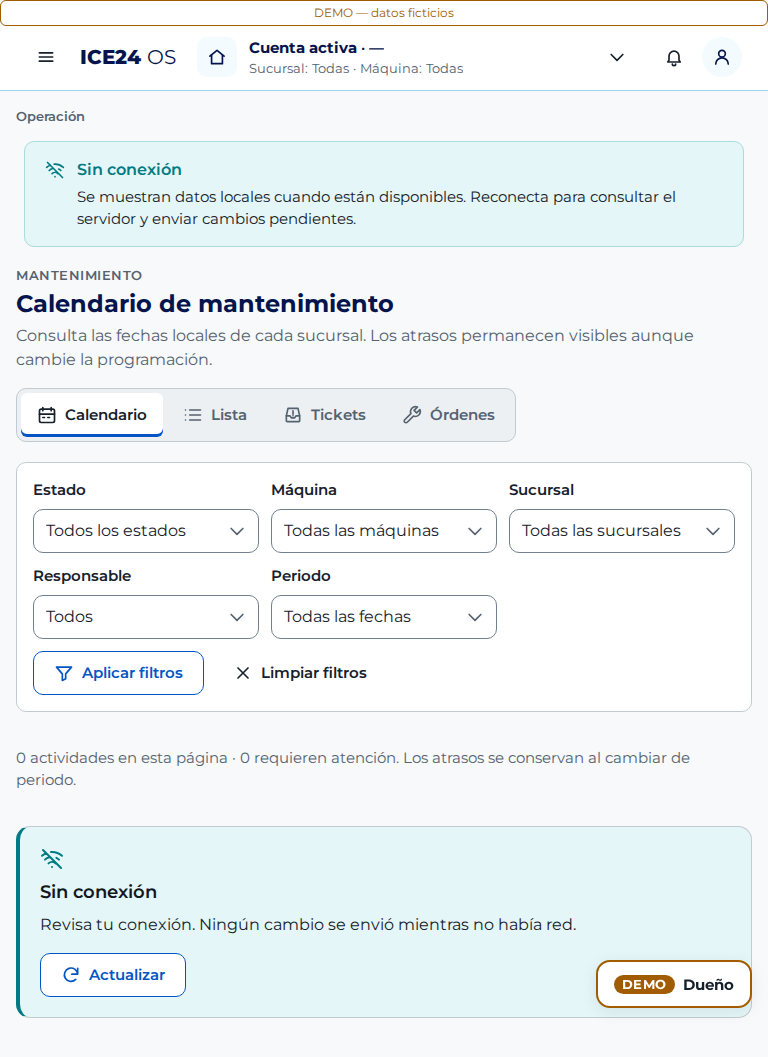 DEMO — datos ficticios
ICE24 OS
Cuenta activa · —
Sucursal: Todas · Máquina: Todas
Operación
Sin conexión
Se muestran datos locales cuando están disponibles. Reconecta para consultar el
servidor y enviar cambios pendientes.
MANTENIMIENTO
Calendario de mantenimiento
Consulta las fechas locales de cada sucursal. Los atrasos permanecen visibles aunque
cambie la programación.
Calendario Lista Tickets Órdenes
Estado Máquina Sucursal
Todos los estados Todas las máquinas Todas las sucursales
Responsable Periodo
Todos Todas las fechas
Aplicar filtros Limpiar filtros
0 actividades en esta página · 0 requieren atención. Los atrasos se conservan al cambiar de
periodo.
Sin conexión
Revisa tu conexión. Ningún cambio se envió mientras no había red.
Actualizar
DEMO Dueño